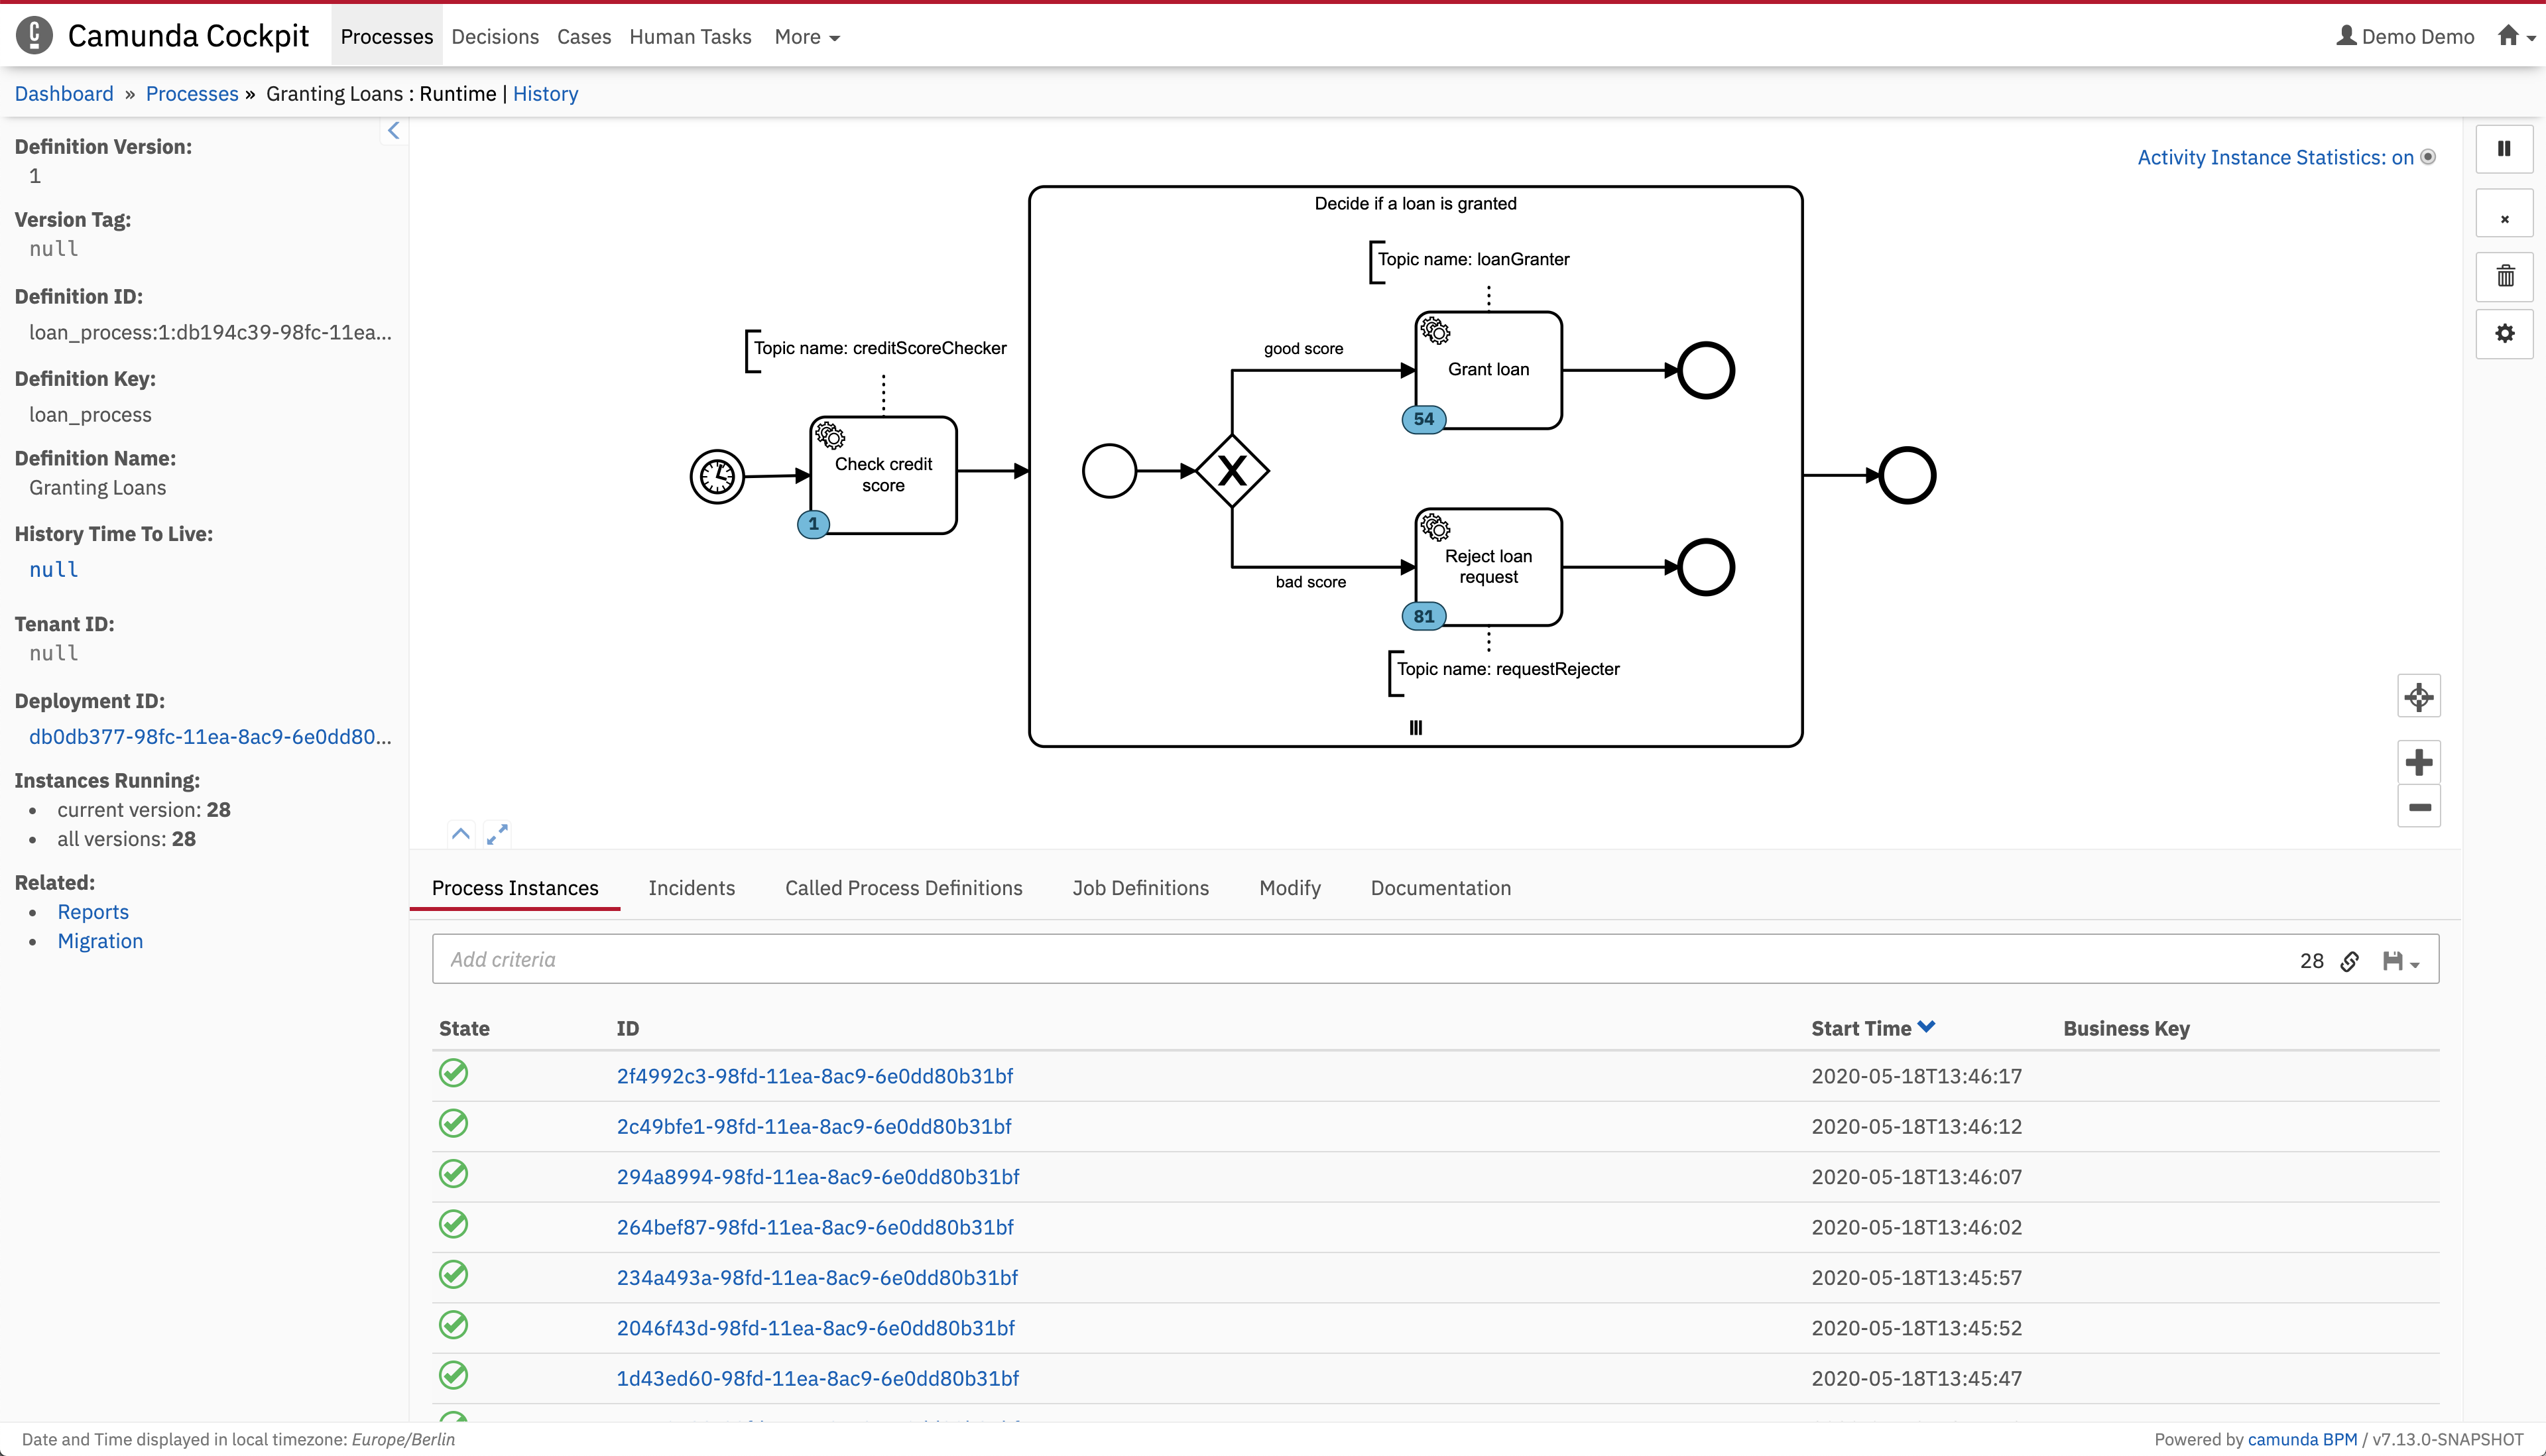 Camunda Cockpit Processes Decisions Cases Human Tasks More Demo Demo
Dashboard » Processes » Granting Loans : Runtime | History
Definition Version:
1
Version Tag:
null
Definition ID:
loan_process:1:db194c39-98fc-11ea...
Definition Key:
loan_process
Definition Name:
Granting Loans
History Time To Live:
null
Tenant ID:
null
Deployment ID:
db0db377-98fc-11ea-8ac9-6e0dd80...
Instances Running:
• current version: 28
• all versions: 28
Related:
• Reports
• Migration
Activity Instance Statistics: on
Decide if a loan is granted
Topic name: loanGranter
Topic name: creditScoreChecker
good score
Grant loan
54
Check credit
score
1
bad score
Reject loan
request
81
Topic name: requestRejecter
Process Instances Incidents Called Process Definitions Job Definitions Modify Documentation
Add criteria 28
State ID Start Time Business Key
2f4992c3-98fd-11ea-8ac9-6e0dd80b31bf 2020-05-18T13:46:17
2c49bfe1-98fd-11ea-8ac9-6e0dd80b31bf 2020-05-18T13:46:12
294a8994-98fd-11ea-8ac9-6e0dd80b31bf 2020-05-18T13:46:07
264bef87-98fd-11ea-8ac9-6e0dd80b31bf 2020-05-18T13:46:02
234a493a-98fd-11ea-8ac9-6e0dd80b31bf 2020-05-18T13:45:57
2046f43d-98fd-11ea-8ac9-6e0dd80b31bf 2020-05-18T13:45:52
1d43ed60-98fd-11ea-8ac9-6e0dd80b31bf 2020-05-18T13:45:47
Date and Time displayed in local timezone: Europe/Berlin Powered by camunda BPM / v7.13.0-SNAPSHOT